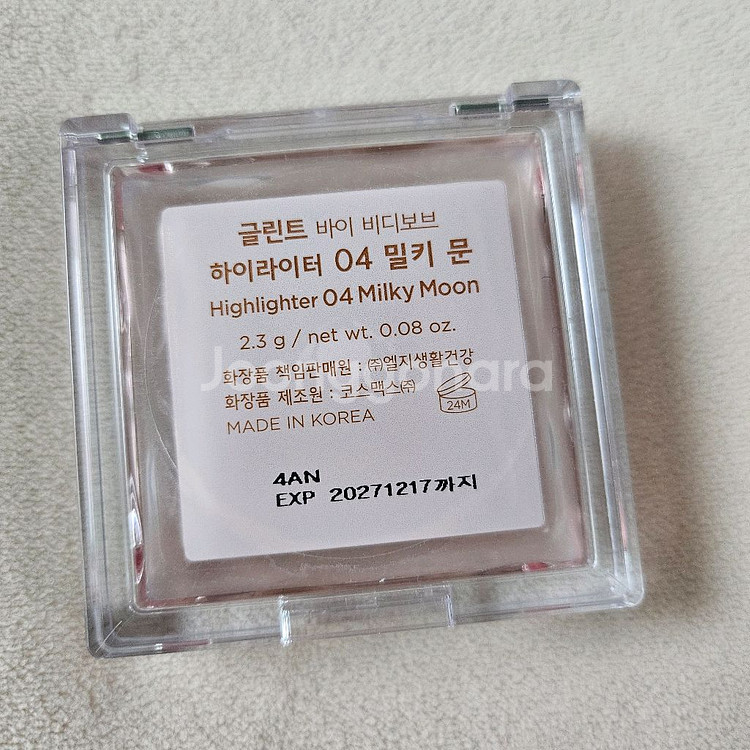 글린트 바이 비디보브
하이라이터 04 밀키 문
Highlighter 04 Milky Moon
2.3 g / net wt. 0.08 oz.
화장품 책임판매원 : ㈜엘지생활건강
화장품 제조원 : 코스맥스㈜
24M
MADE IN KOREA
4AN
EXP 20271217까지